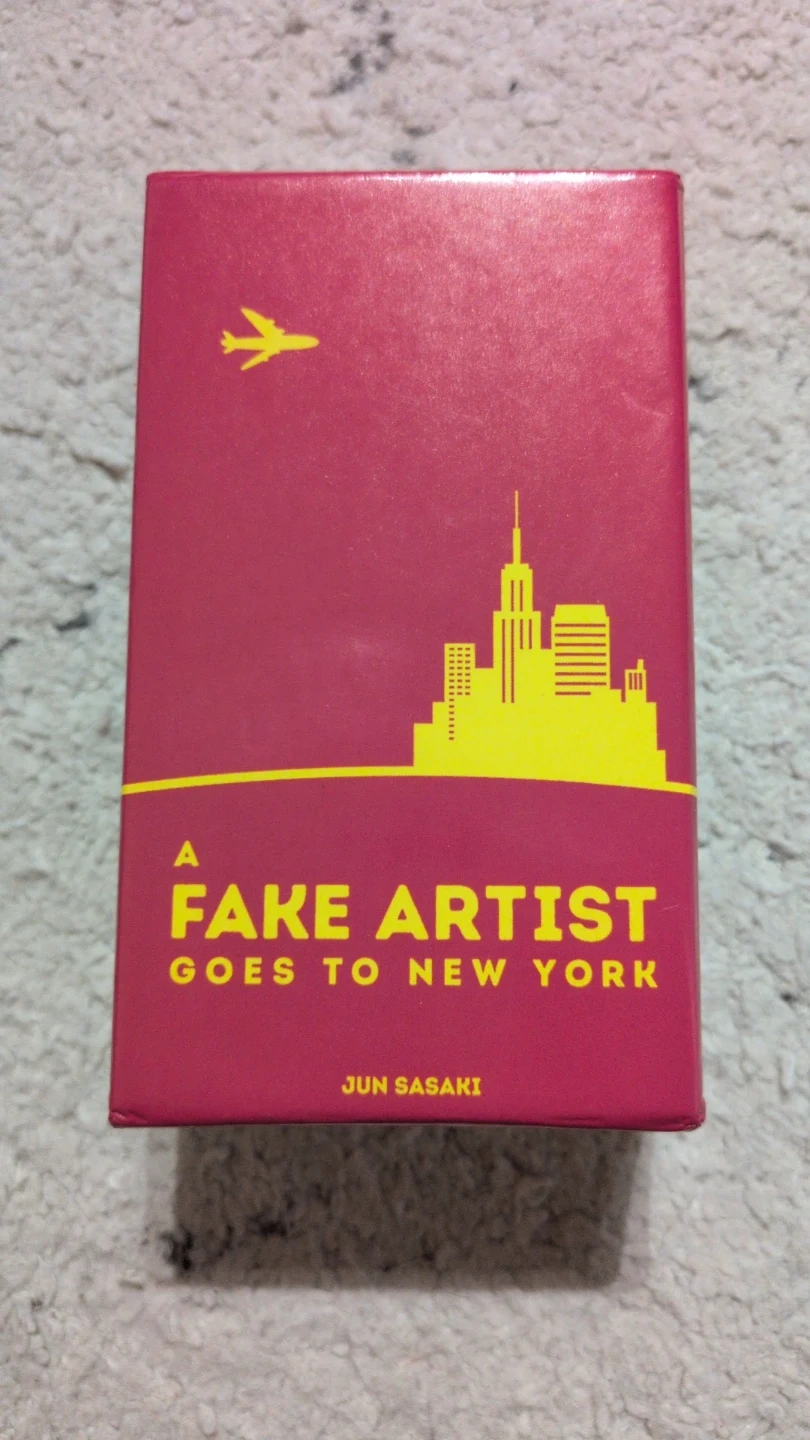 A
FAKE ARTIST
GOES TO NEW YORK
JUN SASAKI